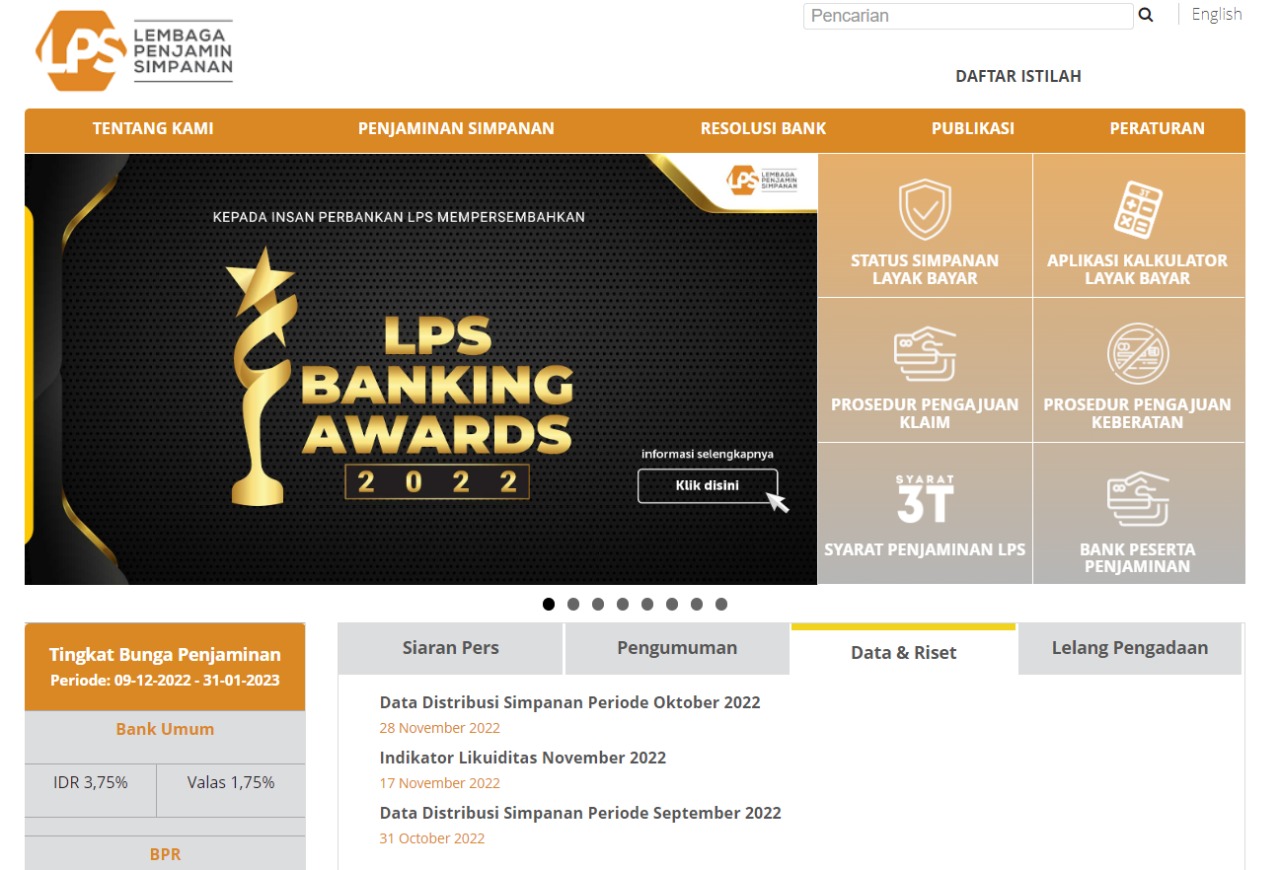 LPS
LEMBAGA
PENJAMIN
SIMPANAN
Pencarian
English
DAFTAR ISTILAH
TENTANG KAMI
PENJAMINAN SIMPANAN
RESOLUSI BANK
PUBLIKASI
PERATURAN
LPS
LEMBAGA
PENJAMIN
SIMPANAN
KEPADA INSAN PERBANKAN LPS MEMPERSEMBAHKAN
LPS
BANKING
AWARDS
2 0 2 2
informasi selengkapnya
Klik disini
STATUS SIMPANAN
LAYAK BAYAR
3T
APLIKASI KALKULATOR
LAYAK BAYAR
PROSEDUR PENGAJUAN
KLAIM
PROSEDUR PENGAJUAN
KEBERATAN
SYARAT
3T
SYARAT PENJAMINAN LPS
BANK PESERTA
PENJAMINAN
Tingkat Bunga Penjaminan
Periode: 09-12-2022 - 31-01-2023
Bank Umum
IDR 3,75%
Valas 1,75%
BPR
Siaran Pers
Pengumuman
Data & Riset
Lelang Pengadaan
Data Distribusi Simpanan Periode Oktober 2022
28 November 2022
Indikator Likuiditas November 2022
17 November 2022
Data Distribusi Simpanan Periode September 2022
31 October 2022